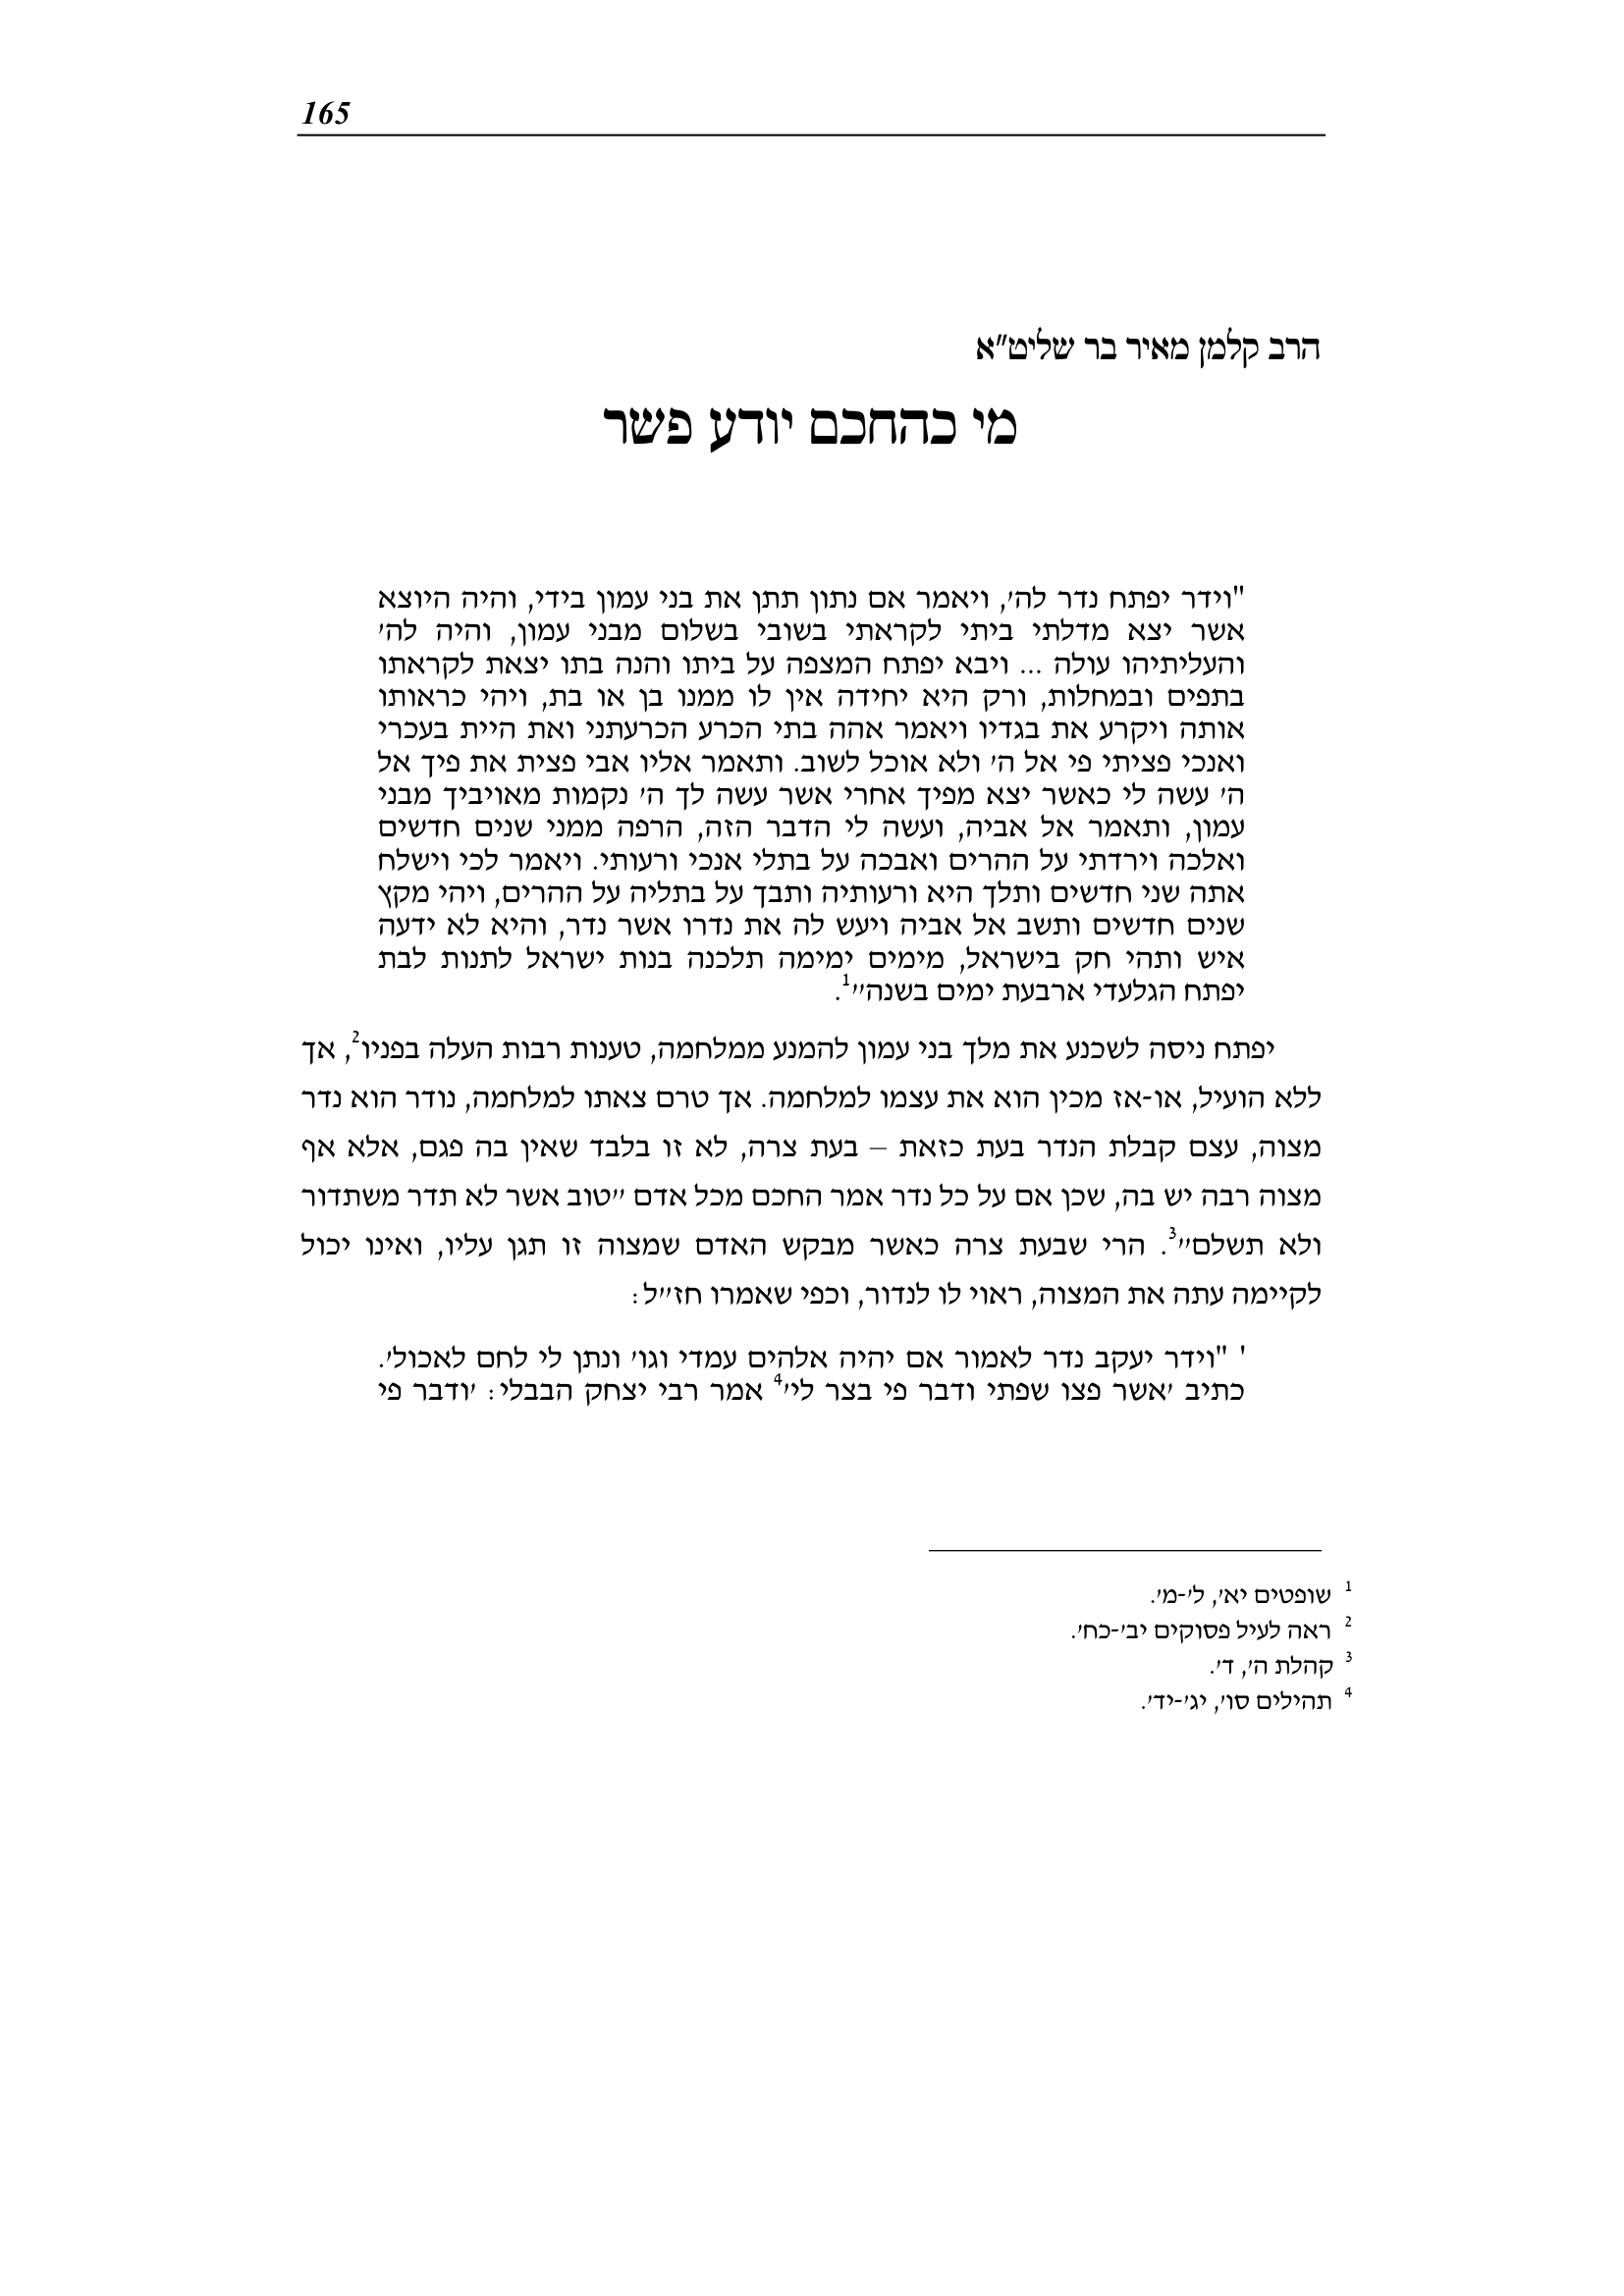 165
הרב קלמן מאיר בר שליט"א
מי כהחכם יודע פשר
"וידר יפתח נדר לה', ויאמר אם נתון תתן את בני עמון בידי, והיה היוצא
אשר יצא מדלתי ביתי לקראתי בשובי בשלום מבני עמון, והיה לה'
והעליתיהו עולה ... ויבא יפתח המצפה על ביתו והנה בתו יצאת לקראתו
בתפים ובמחלות, ורק היא יחידה אין לו ממנו בן או בת, ויהי כראותו
אותה ויקרע את בגדיו ויאמר אהה בתי הכרע הכרעתני ואת היית בעכרי
ואנכי פציתי פי אל ה' ולא אוכל לשוב. ותאמר אליו אבי פצית את פיך אל
ה' עשה לי כאשר יצא מפיך אחרי אשר עשה לך ה' נקמות מאויביך מבני
עמון, ותאמר אל אביה, ועשה לי הדבר הזה, הרפה ממני שנים חדשים
ואלכה וירדתי על ההרים ואבכה על בתלי אנכי ורעותי. ויאמר לכי וישלח
אתה שני חדשים ותלך היא ורעותיה ותבך על בתליה על ההרים, ויהי מקץ
שנים חדשים ותשב אל אביה ויעש לה את נדרו אשר נדר, והיא לא ידעה
איש ותהי חק בישראל, מימים ימימה תלכנה בנות ישראל לתנות לבת
יפתח הגלעדי ארבעת ימים בשנה"1.
יפתח ניסה לשכנע את מלך בני עמון להמנע ממלחמה, טענות רבות העלה בפניו2, אך
ללא הועיל, או-אז מכין הוא את עצמו למלחמה. אך טרם צאתו למלחמה, נודר הוא נדר
מצוה, עצם קבלת הנדר בעת כזאת – בעת צרה, לא זו בלבד שאין בה פגם, אלא אף
מצוה רבה יש בה, שכן אם על כל נדר אמר החכם מכל אדם "טוב אשר לא תדר משתדור
ולא תשלם"3. הרי שבעת צרה כאשר מבקש האדם שמצוה זו תגן עליו, ואינו יכול
לקיימה עתה את המצוה, ראוי לו לנדור, וכפי שאמרו חז"ל:
' "וידר יעקב נדר לאמור אם יהיה אלהים עמדי וגו' ונתן לי לחם לאכול'.
כתיב 'אשר פצו שפתי ודבר פי בצר לי'4 אמר רבי יצחק הבבלי: 'ודבר פי
1 שופטים יא', ל'-מ'.
2 ראה לעיל פסוקים יב'-כח'.
3 קהלת ה', ד'.
4 תהילים סו', יג'-יד'.